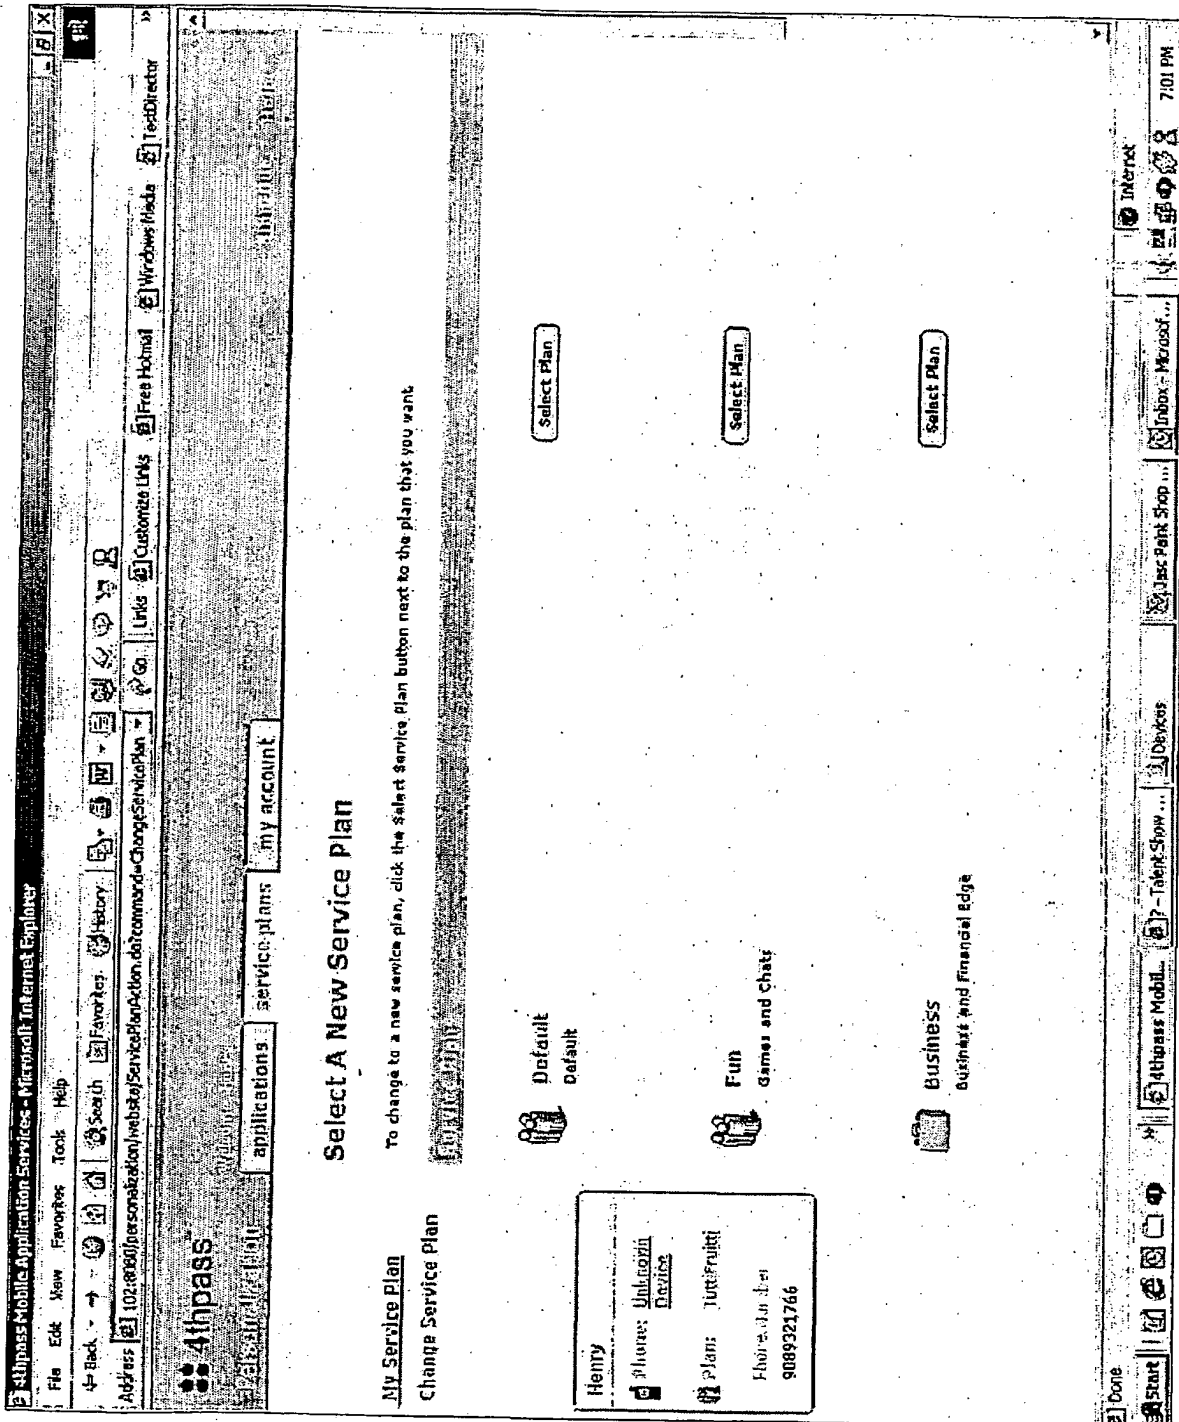 4thpass Mobile Application Services - Microsoft Internet Explorer
File Edit View Favorites Tools Help
Back Search Favorites History
Address 102:8080/personalization/website/ServicePlanAction.do?command=ChangeServicePlan Go Links Customize Links Free Hotmail Windows Media TestDirector
4thpass
applications service plans my account
Select A New Service Plan
My Service Plan
Change Service Plan
To change to a new service plan, click the Select Service Plan button next to the plan that you want.
Default
Default
Select Plan
Henry
Phone: Unknown Device
Plan: TuttiFruitti
Phone Number
9089321766
Fun
Games and Chats
Select Plan
Business
Business and Financial Edge
Select Plan
Done Internet
Start 4thpass Mobil... ? - Talent Show ... Devices Jasc Paint Shop ... Inbox - Microsof... 7:01 PM